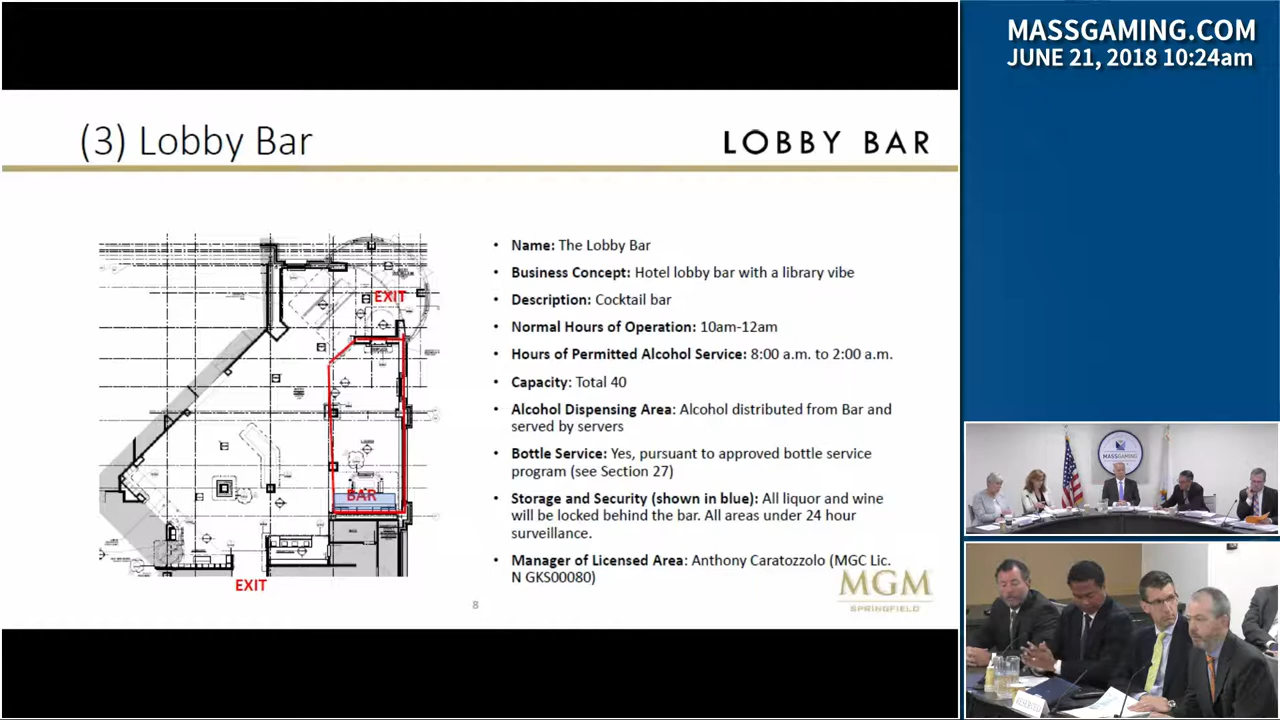 MASSGAMING.COM
JUNE 21, 2018 10:24am
(3) Lobby Bar
LOBBY BAR
EXIT
BAR
EXIT
• Name: The Lobby Bar
• Business Concept: Hotel lobby bar with a library vibe
• Description: Cocktail bar
• Normal Hours of Operation: 10am-12am
• Hours of Permitted Alcohol Service: 8:00 a.m. to 2:00 a.m.
• Capacity: Total 40
• Alcohol Dispensing Area: Alcohol distributed from Bar and
served by servers
• Bottle Service: Yes, pursuant to approved bottle service
program (see Section 27)
• Storage and Security (shown in blue): All liquor and wine
will be locked behind the bar. All areas under 24 hour
surveillance.
• Manager of Licensed Area: Anthony Caratozzolo (MGC Lic.
N GKS00080)
MGM
SPRINGFIELD
8
MASSGAMING